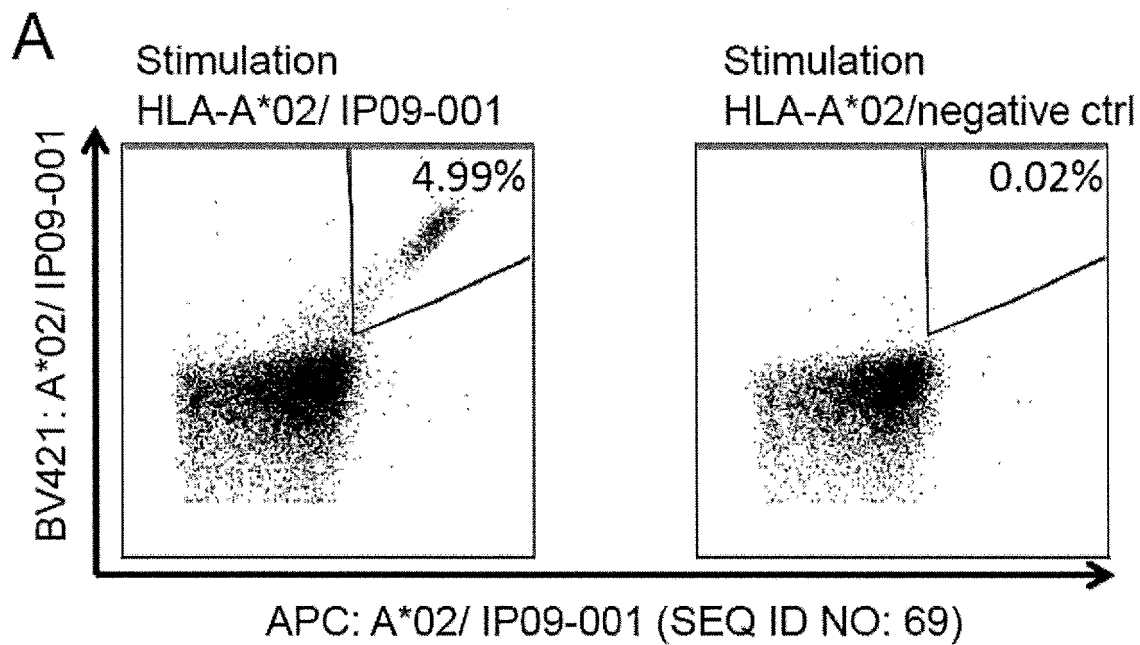 A
Stimulation
HLA-A*02/ IP09-001
Stimulation
HLA-A*02/negative ctrl
4.99%
0.02%
BV421: A*02/ IP09-001
APC: A*02/ IP09-001 (SEQ ID NO: 69)